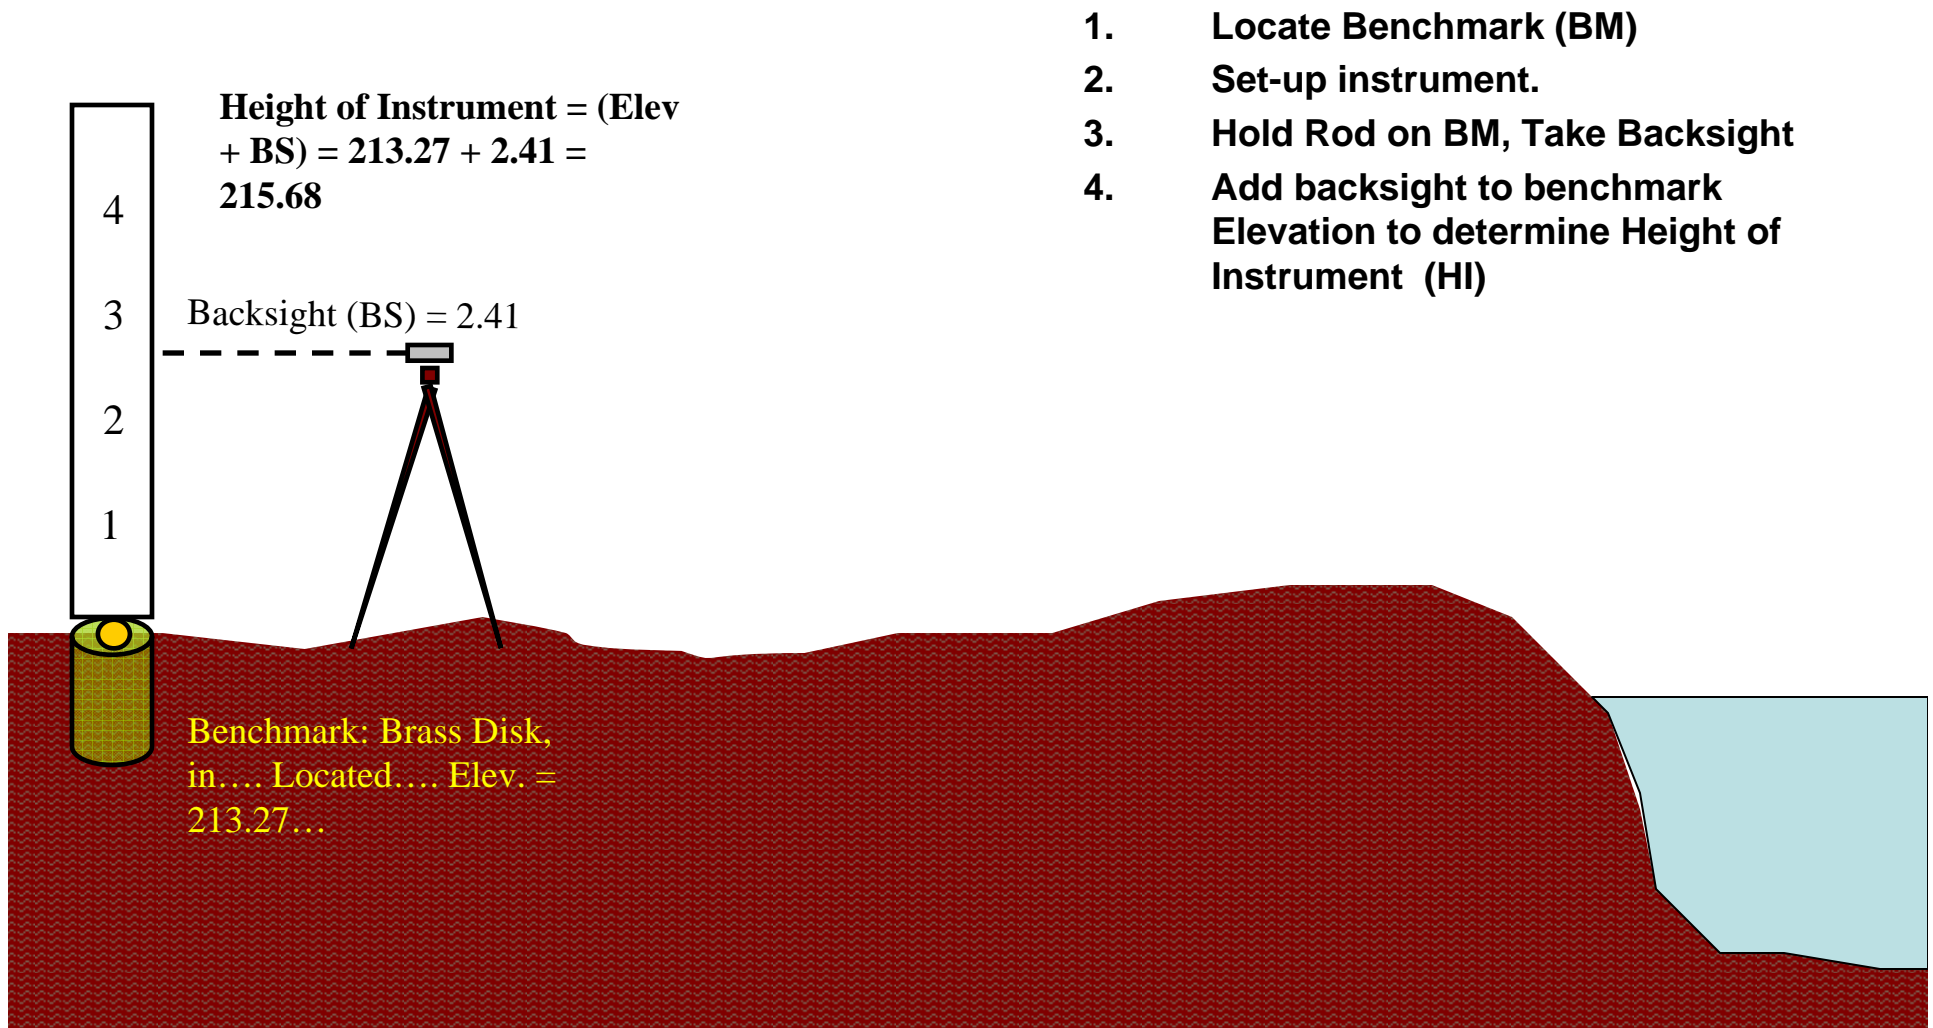 1. Locate Benchmark (BM)
2. Set-up instrument.
3. Hold Rod on BM, Take Backsight
4. Add backsight to benchmark
Elevation to determine Height of
Instrument  (HI)
Height of Instrument = (Elev
+ BS) = 213.27 + 2.41 =
215.68
4
3
Backsight (BS) = 2.41
2
1
Benchmark: Brass Disk,
in…. Located…. Elev. =
213.27…